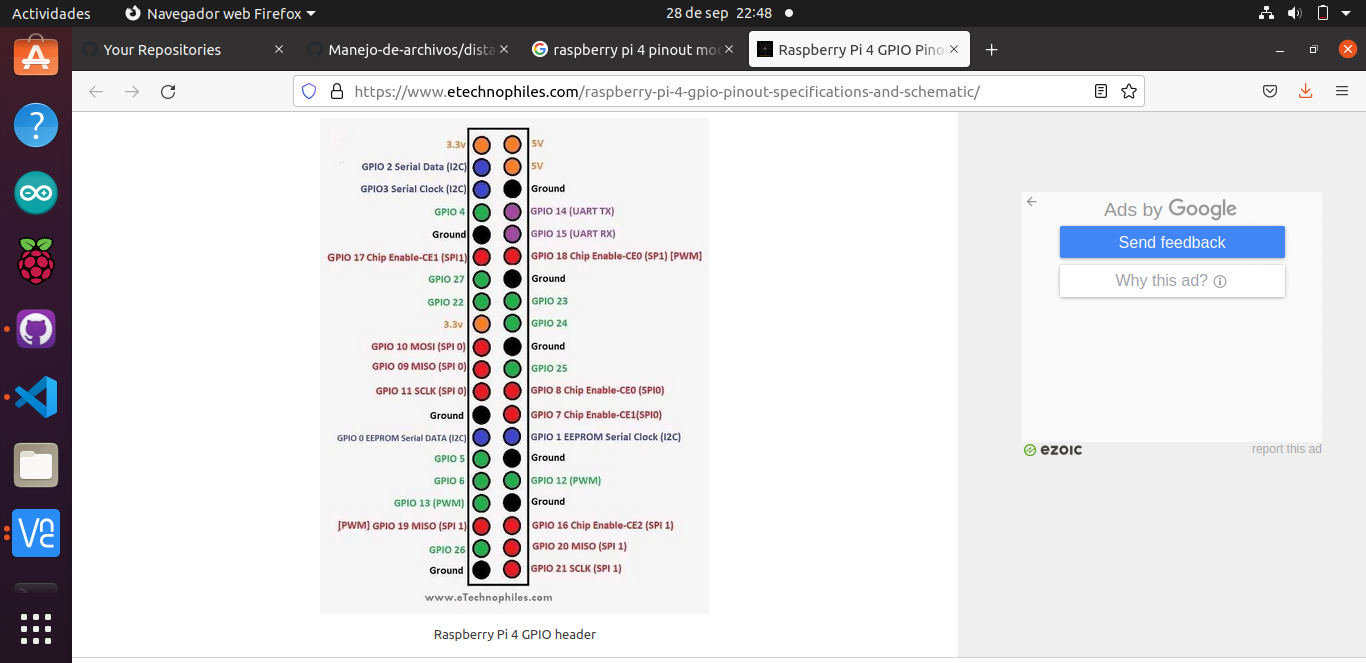 Actividades Navegador web Firefox 28 de sep 22:48
Your Repositories Manejo-de-archivos/dista raspberry pi 4 pinout mo Raspberry Pi 4 GPIO Pino
https://www.etechnophiles.com/raspberry-pi-4-gpio-pinout-specifications-and-schematic/
3.3v 5V
GPIO 2 Serial Data (I2C) 5V
GPIO3 Serial Clock (I2C) Ground
GPIO 4 GPIO 14 (UART TX)
Ground GPIO 15 (UART RX)
GPIO 17 Chip Enable-CE1 (SPI1) GPIO 18 Chip Enable-CE0 (SP1) [PWM]
GPIO 27 Ground
GPIO 22 GPIO 23
3.3v GPIO 24
GPIO 10 MOSI (SPI 0) Ground
GPIO 09 MISO (SPI 0) GPIO 25
GPIO 11 SCLK (SPI 0) GPIO 8 Chip Enable-CE0 (SPI0)
Ground GPIO 7 Chip Enable-CE1(SPI0)
GPIO 0 EEPROM Serial DATA (I2C) GPIO 1 EEPROM Serial Clock (I2C)
GPIO 5 Ground
GPIO 6 GPIO 12 (PWM)
GPIO 13 (PWM) Ground
[PWM] GPIO 19 MISO (SPI 1) GPIO 16 Chip Enable-CE2 (SPI 1)
GPIO 26 GPIO 20 MISO (SPI 1)
Ground GPIO 21 SCLK (SPI 1)
www.eTechnophiles.com
Raspberry Pi 4 GPIO header
Ads by Google
Send feedback
Why this ad?
ezoic report this ad